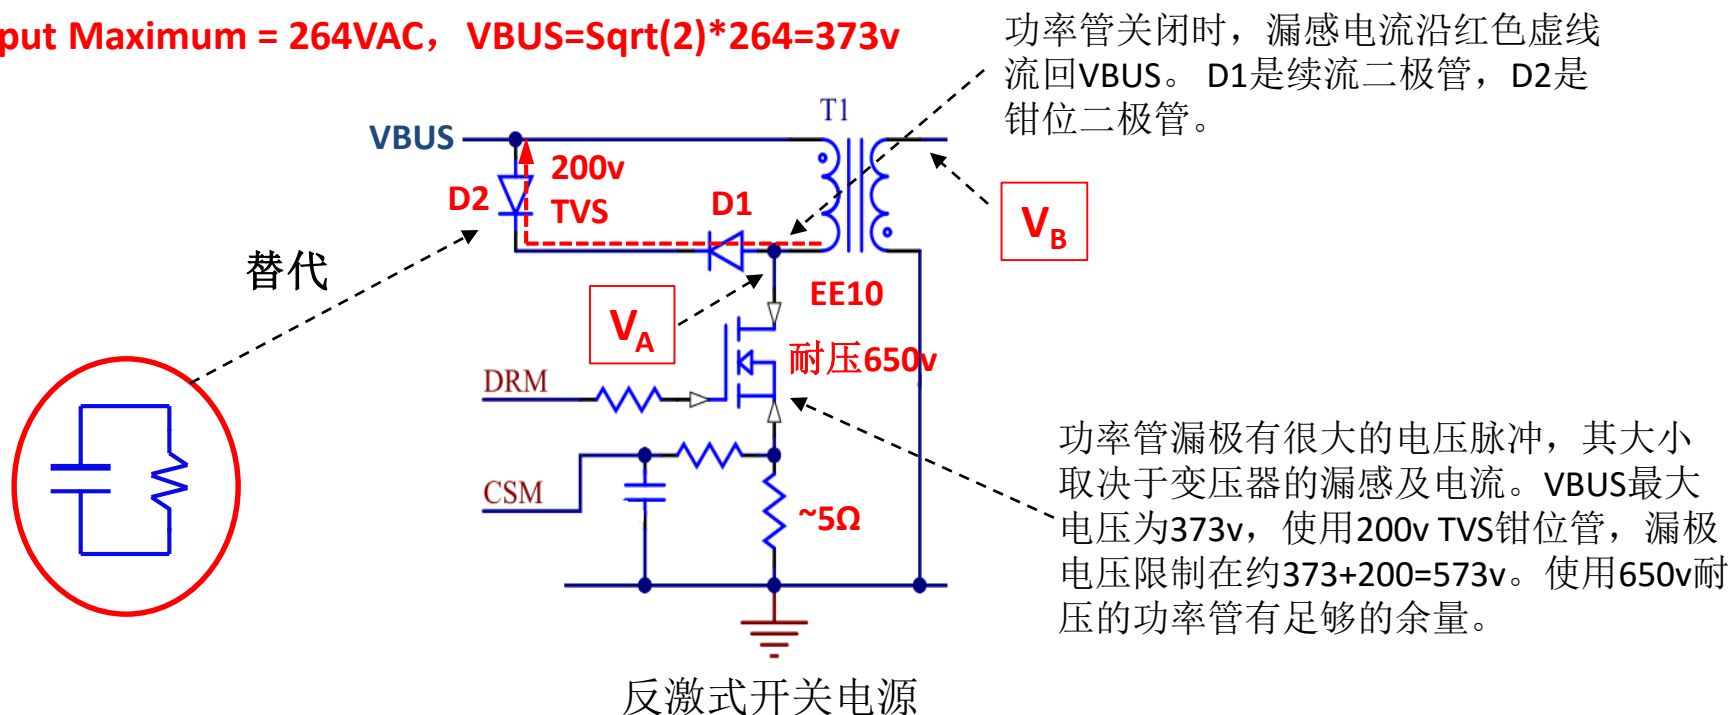 put Maximum = 264VAC，VBUS=Sqrt(2)*264=373v
功率管关闭时，漏感电流沿红色虚线
流回VBUS。D1是续流二极管，D2是
钳位二极管。
T1
VBUS
200v
TVS
D2
D1
VB
替代
EE10
VA
耐压650v
DRM
CSM
~5Ω
功率管漏极有很大的电压脉冲，其大小
取决于变压器的漏感及电流。VBUS最大
电压为373v，使用200v TVS钳位管，漏极
电压限制在约373+200=573v。使用650v耐
压的功率管有足够的余量。
反激式开关电源